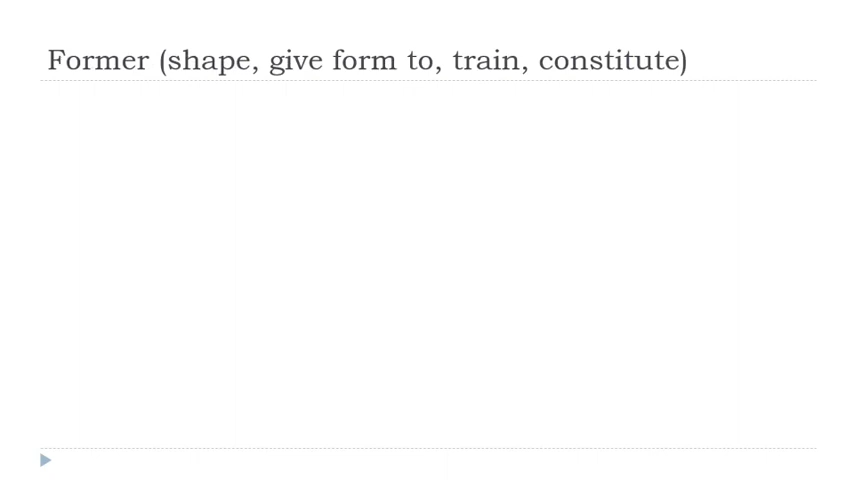 Former (shape, give form to, train, constitute)